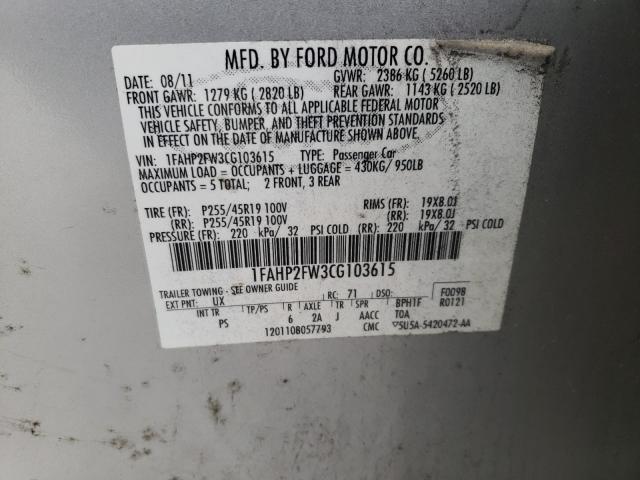 MFD. BY FORD MOTOR CO.
DATE: 08/11 GVWR: 2386 KG ( 5260 LB)
FRONT GAWR: 1279 KG ( 2820 LB) REAR GAWR: 1143 KG ( 2520 LB)
THIS VEHICLE CONFORMS TO ALL APPLICABLE FEDERAL MOTOR
VEHICLE SAFETY, BUMPER, AND THEFT PREVENTION STANDARDS
IN EFFECT ON THE DATE OF MANUFACTURE SHOWN ABOVE.
VIN: 1FAHP2FW3CG103615 TYPE: Passenger Car
MAXIMUM LOAD = OCCUPANTS + LUGGAGE = 430KG/ 950LB
OCCUPANTS = 5 TOTAL; 2 FRONT, 3 REAR
TIRE (FR): P255/45R19 100V RIMS (FR): 19X8.0J
(RR): P255/45R19 100V (RR): 19X8.0J
PRESSURE (FR): 220 kPa/ 32 PSI COLD (RR): 220 kPa/ 32 PSI COLD
1FAHP2FW3CG103615
TRAILER TOWING - SEE OWNER GUIDE
EXT PNT: UX RC: 71 DSO: F0098
INT TR TP/PS R AXLE TR SPR BPH1F R0121
PS 6 2A J AACC TOA
120110B057793 CMC 5U5A-5420472-AA